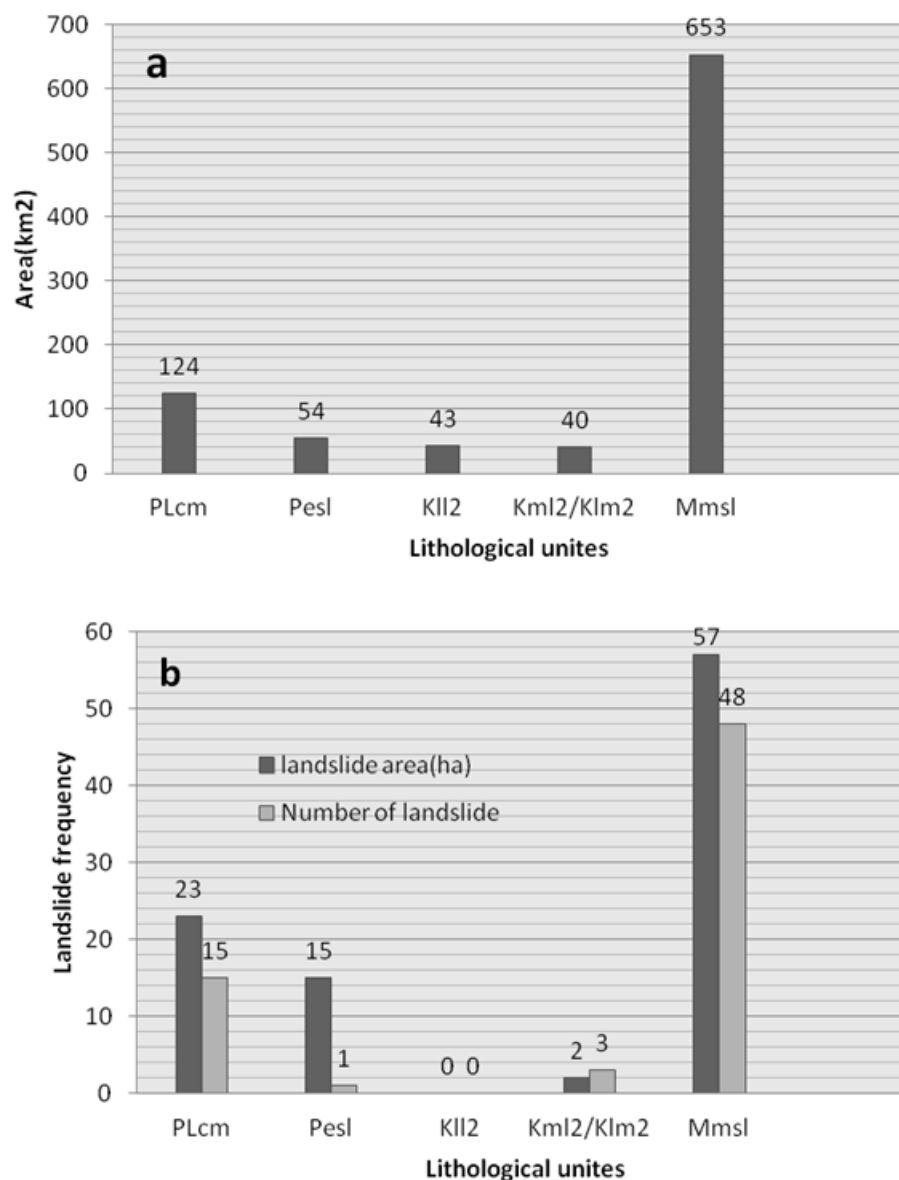 a
Area(km2)
700
600
500
400
300
200
100
0
653
124
54
43
40
PLcm Pesl Kll2 Kml2/Klm2 Mmsl
Lithological unites
b
Landslide frequency
60
50
40
30
20
10
0
landslide area(ha)
Number of landslide
57
48
23
15
15
1
0 0
2
3
PLcm Pesl Kll2 Kml2/Klm2 Mmsl
Lithological unites